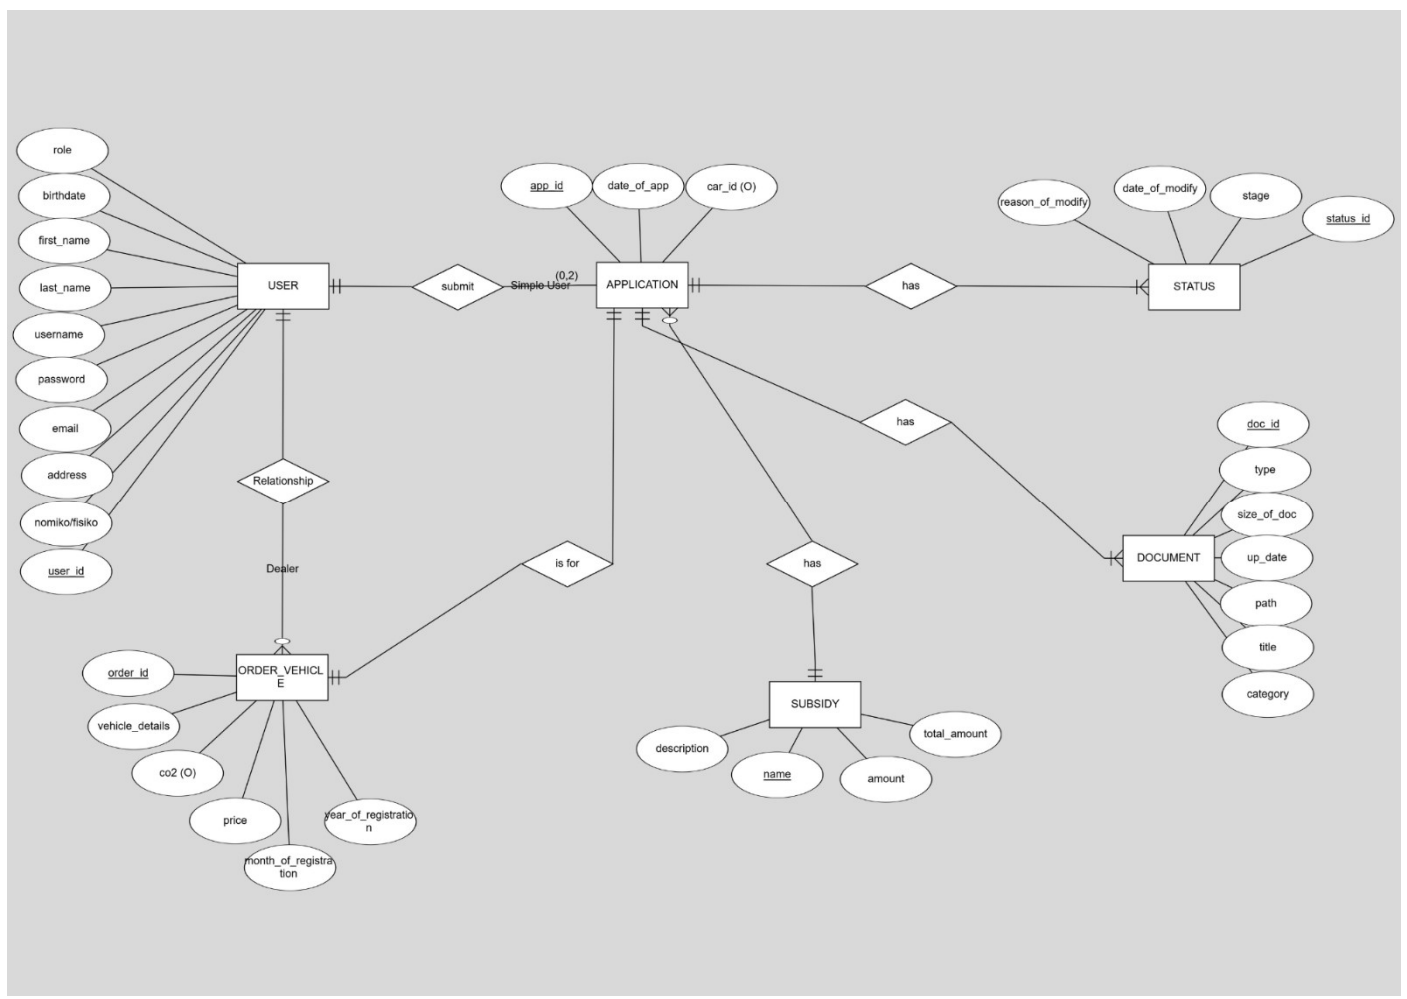 role
birthdate
first_name
last_name
username
password
email
address
nomiko/fisiko
user_id
USER
submit
(0,2)
Simple User
app_id
date_of_app
car_id (O)
APPLICATION
has
reason_of_modify
date_of_modify
stage
status_id
STATUS
Relationship
Dealer
is for
has
has
doc_id
type
size_of_doc
up_date
path
title
category
DOCUMENT
order_id
vehicle_details
co2 (O)
price
month_of_registra
tion
year_of_registratio
n
ORDER_VEHICL
E
SUBSIDY
description
name
amount
total_amount